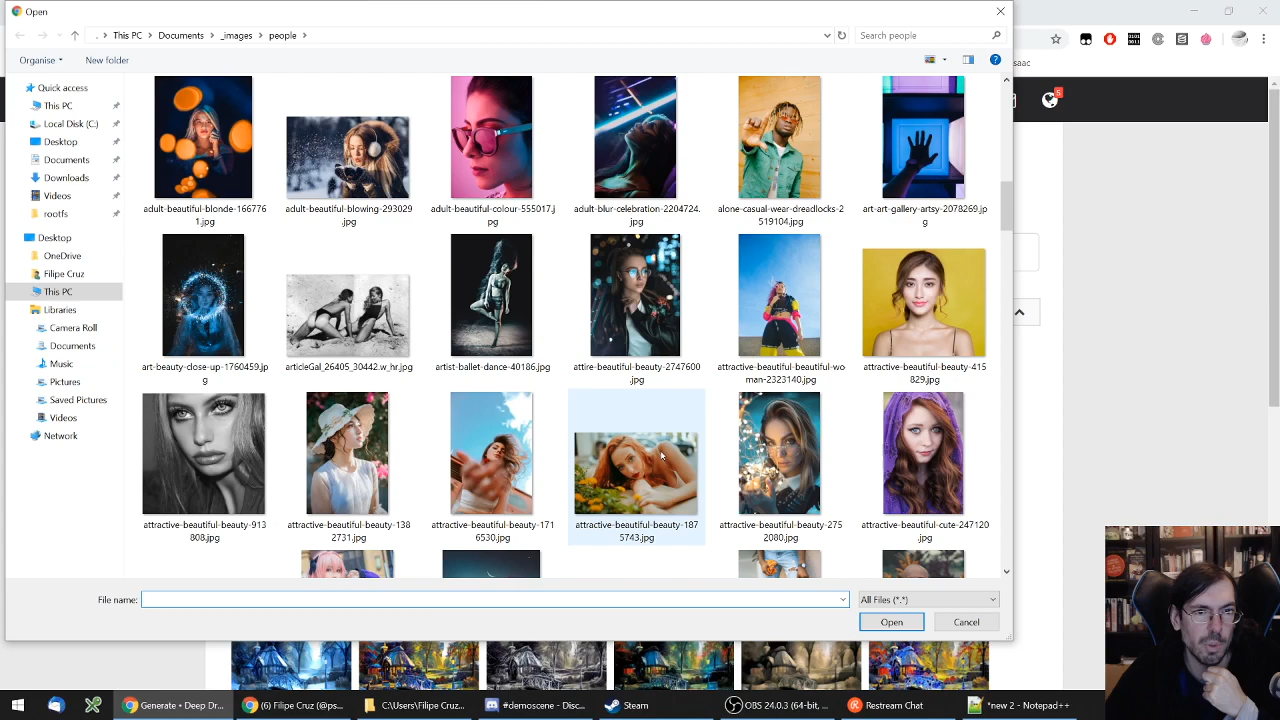 Open
This PC
Documents
_images
people
Search people
Organise
New folder
Quick access
This PC
Local Disk (C:)
Desktop
Documents
Downloads
Videos
rootfs
Desktop
OneDrive
Filipe Cruz
This PC
Libraries
Camera Roll
Documents
Music
Pictures
Saved Pictures
Videos
Network
adult-beautiful-blonde-166776
1.jpg
adult-beautiful-blowing-293029
.jpg
adult-beautiful-colour-555017.j
pg
adult-blur-celebration-2204724.
jpg
alone-casual-wear-dreadlocks-2
519104.jpg
art-art-gallery-artsy-2078269.jp
g
art-beauty-close-up-1760459.jp
g
articleGal_26405_30442.w_hr.jpg
artist-ballet-dance-40186.jpg
attire-beautiful-beauty-2747600
.jpg
attractive-beautiful-beautiful-wo
man-2323140.jpg
attractive-beautiful-beauty-415
829.jpg
attractive-beautiful-beauty-913
808.jpg
attractive-beautiful-beauty-138
2731.jpg
attractive-beautiful-beauty-171
6530.jpg
attractive-beautiful-beauty-187
5743.jpg
attractive-beautiful-beauty-275
2080.jpg
attractive-beautiful-cute-247120
.jpg
File name:
All Files (*.*)
Open
Cancel
saac
5
Generate • Deep Dr...
(0) Filipe Cruz (@ps...
C:\Users\Filipe Cruz...
#demoscene - Disc...
Steam
OBS 24.0.3 (64-bit, ...
Restream Chat
*new 2 - Notepad++